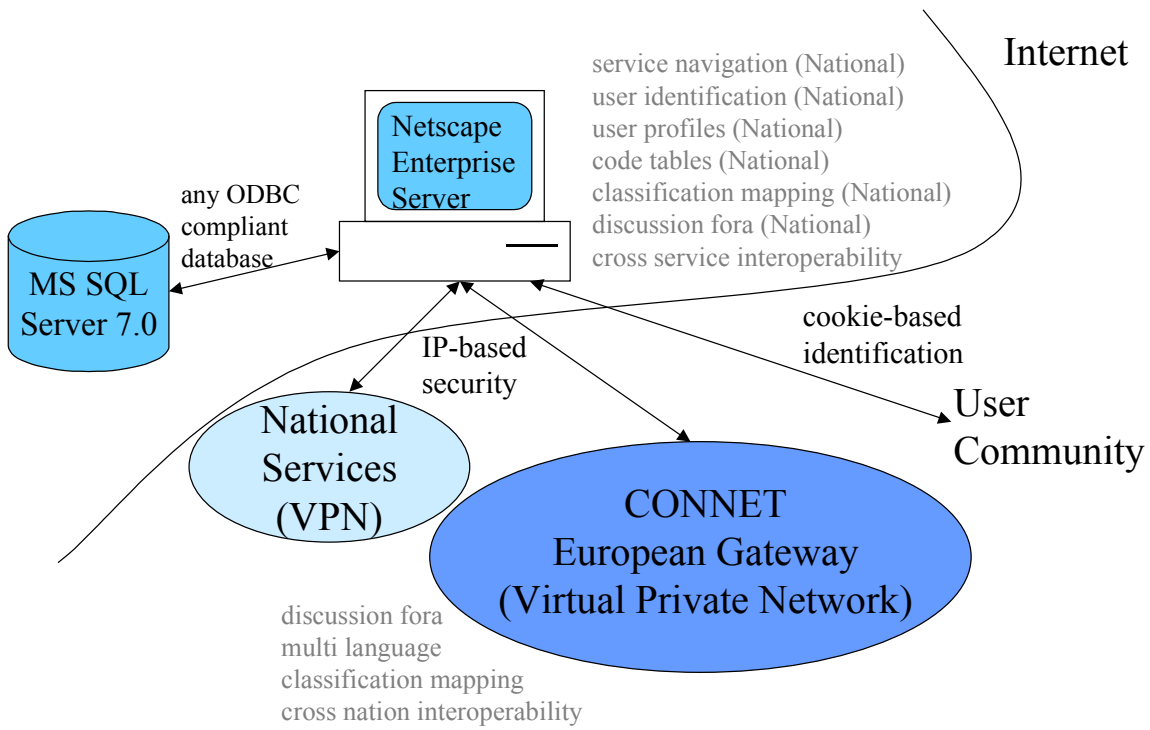 Internet
service navigation (National)
user identification (National)
user profiles (National)
code tables (National)
classification mapping (National)
discussion fora (National)
cross service interoperability
Netscape
Enterprise
Server
any ODBC
compliant
database
MS SQL
Server 7.0
IP-based
security
cookie-based
identification
User
Community
National
Services
(VPN)
CONNET
European Gateway
(Virtual Private Network)
discussion fora
multi language
classification mapping
cross nation interoperability